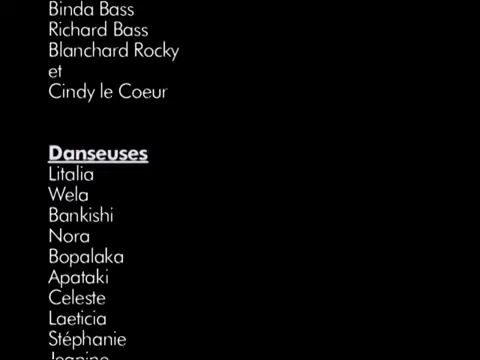 Binda Bass
Richard Bass
Blanchard Rocky
et
Cindy le Coeur
Danseuses
Litalia
Wela
Bankishi
Nora
Bopalaka
Apataki
Celeste
Laeticia
Stéphanie